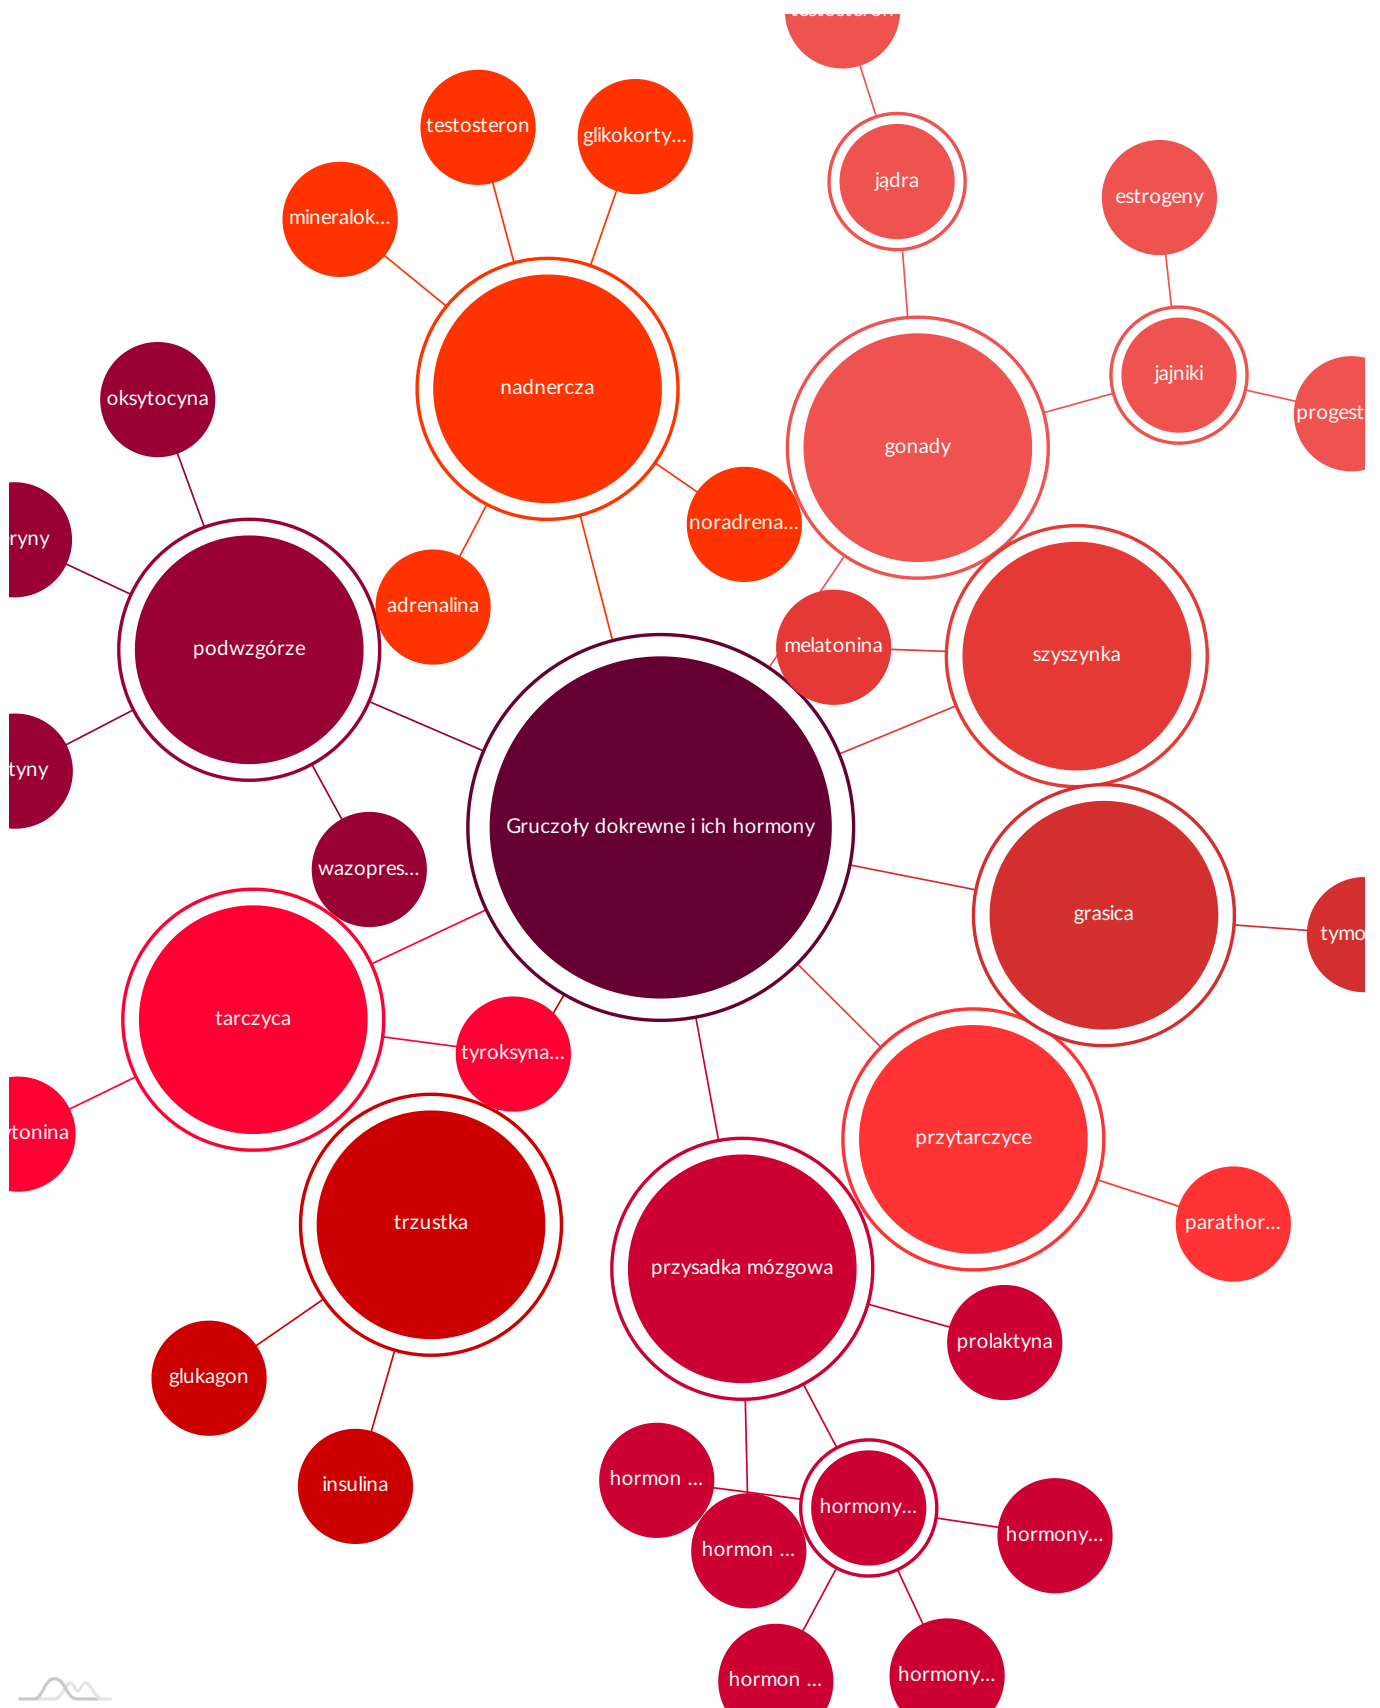 testosteron
testosteron
glikokorty...
mineralok...
jądra
estrogeny
jajniki
progest
nadnercza
oksytocyna
gonady
noradrena...
ryny
adrenalina
podwzgórze
melatonina
szyszynka
tyny
wazopres...
Gruczoły dokrewne i ich hormony
grasica
tymo
tarczyca
tyroksyna...
tonina
przytarczyce
trzustka
parathor...
przysadka mózgowa
prolaktyna
glukagon
insulina
hormon ...
hormony...
hormon ...
hormony...
hormon ...
hormony...